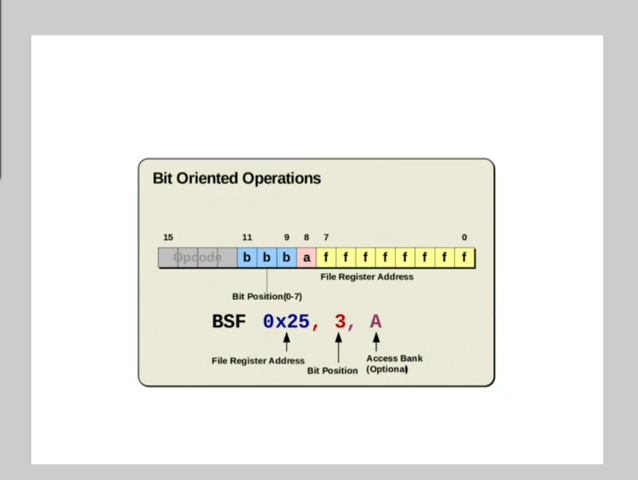 Bit Oriented Operations
15 11 9 8 7 0
Opcode b b b a f f f f f f f f
File Register Address
Bit Position(0-7)
BSF 0x25, 3, A
File Register Address
Bit Position
Access Bank
(Optional)